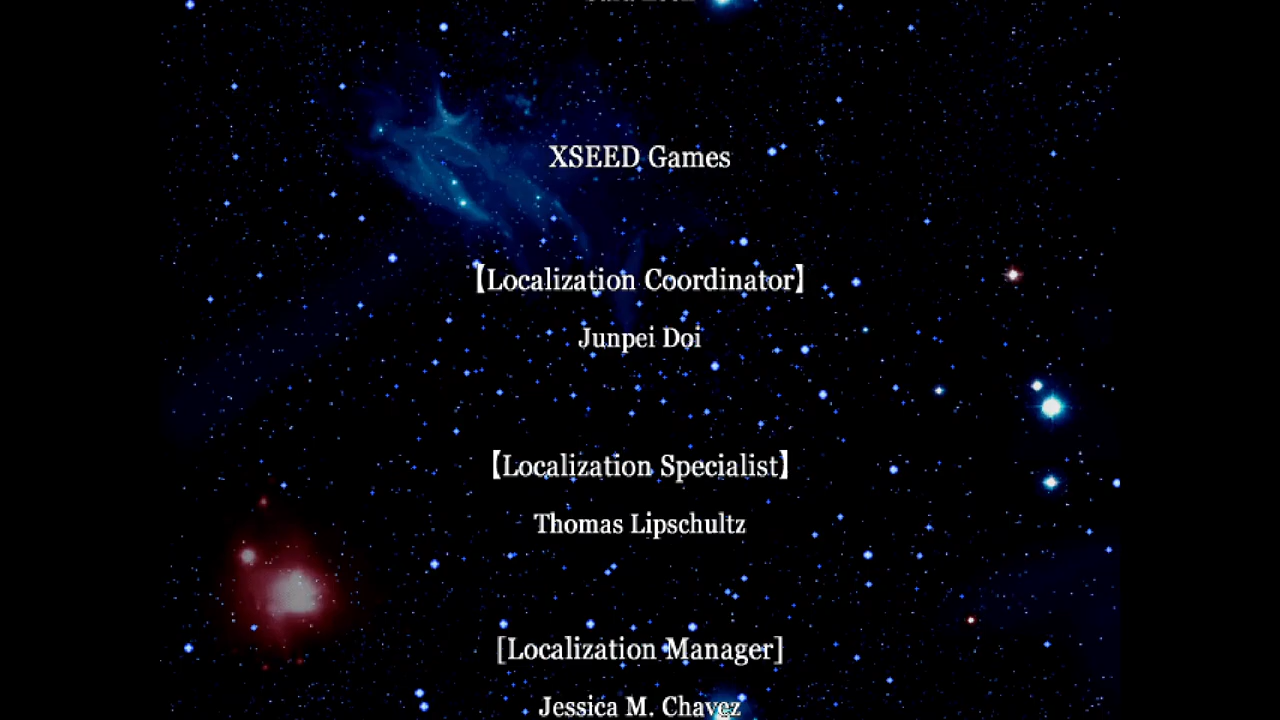 XSEED Games
【Localization Coordinator】
Junpei Doi
【Localization Specialist】
Thomas Lipschultz
[Localization Manager]
Jessica M. Chavez